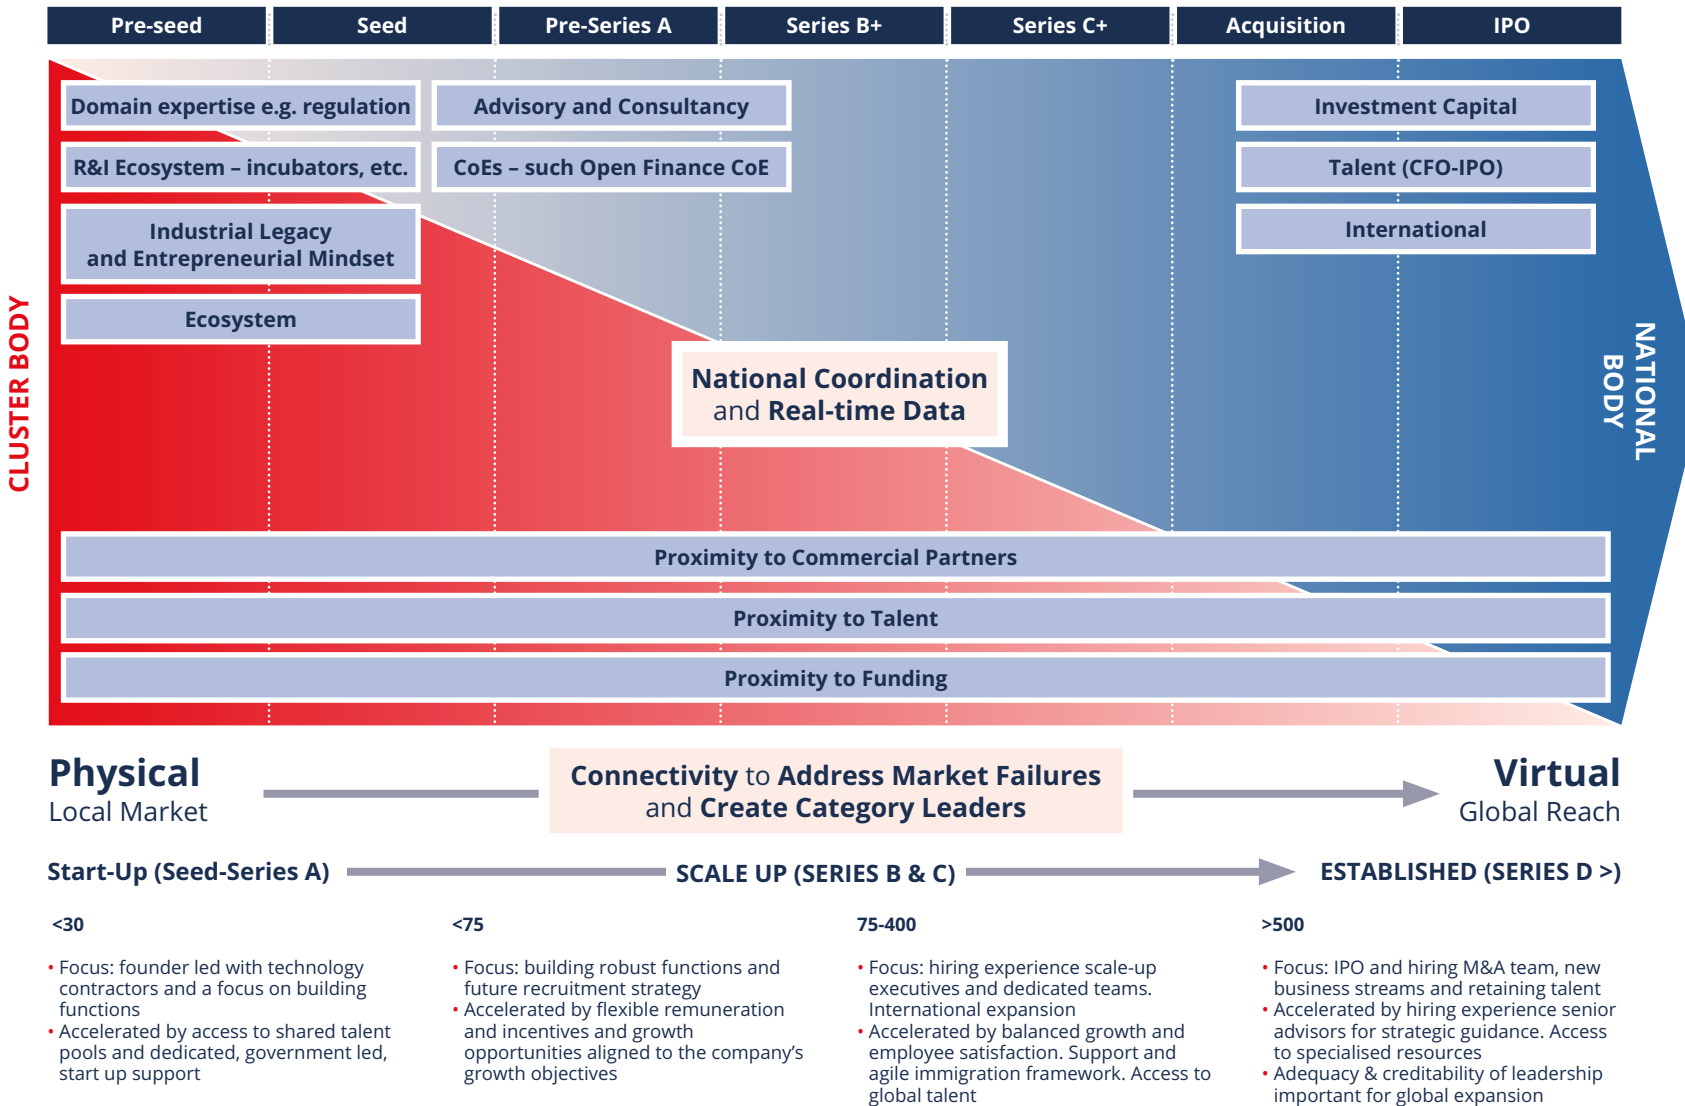 Pre-seed
Seed
Pre-Series A
Series B+
Series C+
Acquisition
IPO
Domain expertise e.g. regulation
Advisory and Consultancy
Investment Capital
R&I Ecosystem – incubators, etc.
CoEs – such Open Finance CoE
Talent (CFO-IPO)
Industrial Legacy
and Entrepreneurial Mindset
International
Ecosystem
CLUSTER BODY
National Coordination
and Real-time Data
NATIONAL
BODY
Proximity to Commercial Partners
Proximity to Talent
Proximity to Funding
Physical
Local Market
Connectivity to Address Market Failures
and Create Category Leaders
Virtual
Global Reach
Start-Up (Seed-Series A)
SCALE UP (SERIES B & C)
ESTABLISHED (SERIES D >)
<30
• Focus: founder led with technology
contractors and a focus on building
functions
• Accelerated by access to shared talent
pools and dedicated, government led,
start up support
<75
• Focus: building robust functions and
future recruitment strategy
• Accelerated by flexible remuneration
and incentives and growth
opportunities aligned to the company's
growth objectives
75-400
• Focus: hiring experience scale-up
executives and dedicated teams.
International expansion
• Accelerated by balanced growth and
employee satisfaction. Support and
agile immigration framework. Access to
global talent
>500
• Focus: IPO and hiring M&A team, new
business streams and retaining talent
• Accelerated by hiring experience senior
advisors for strategic guidance. Access
to specialised resources
• Adequacy & creditability of leadership
important for global expansion